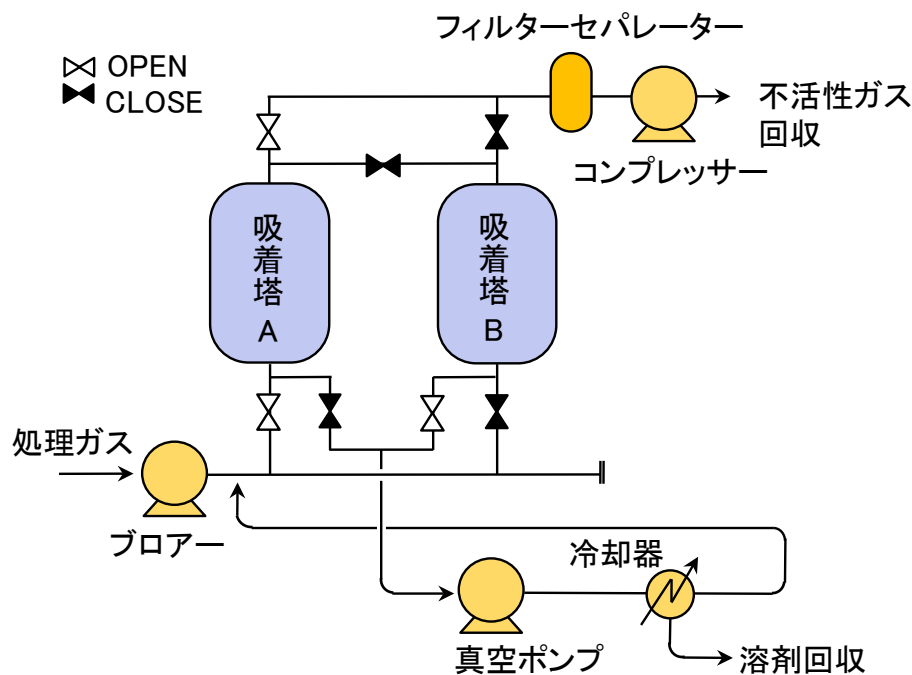 フィルターセパレーター
OPEN
CLOSE
不活性ガス
回収
コンプレッサー
吸着塔A
吸着塔B
処理ガス
ブロアー
冷却器
真空ポンプ
溶剤回収